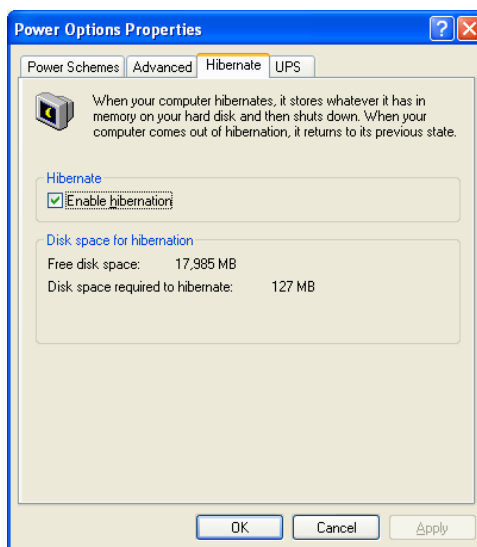 Power Options Properties
Power Schemes Advanced Hibernate UPS
When your computer hibernates, it stores whatever it has in
memory on your hard disk and then shuts down. When your
computer comes out of hibernation, it returns to its previous state.
Hibernate
Enable hibernation
Disk space for hibernation
Free disk space: 17,985 MB
Disk space required to hibernate: 127 MB
OK Cancel Apply